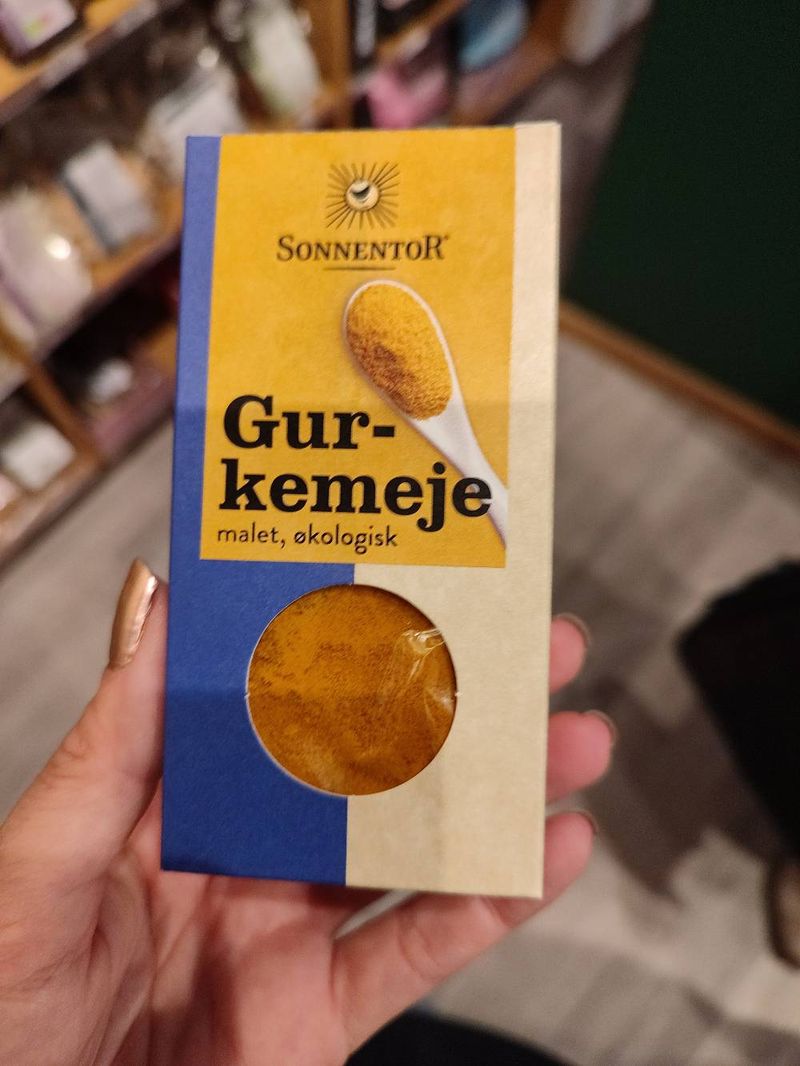 SONNENTOR®
Gur-
kemeje
malet, økologisk